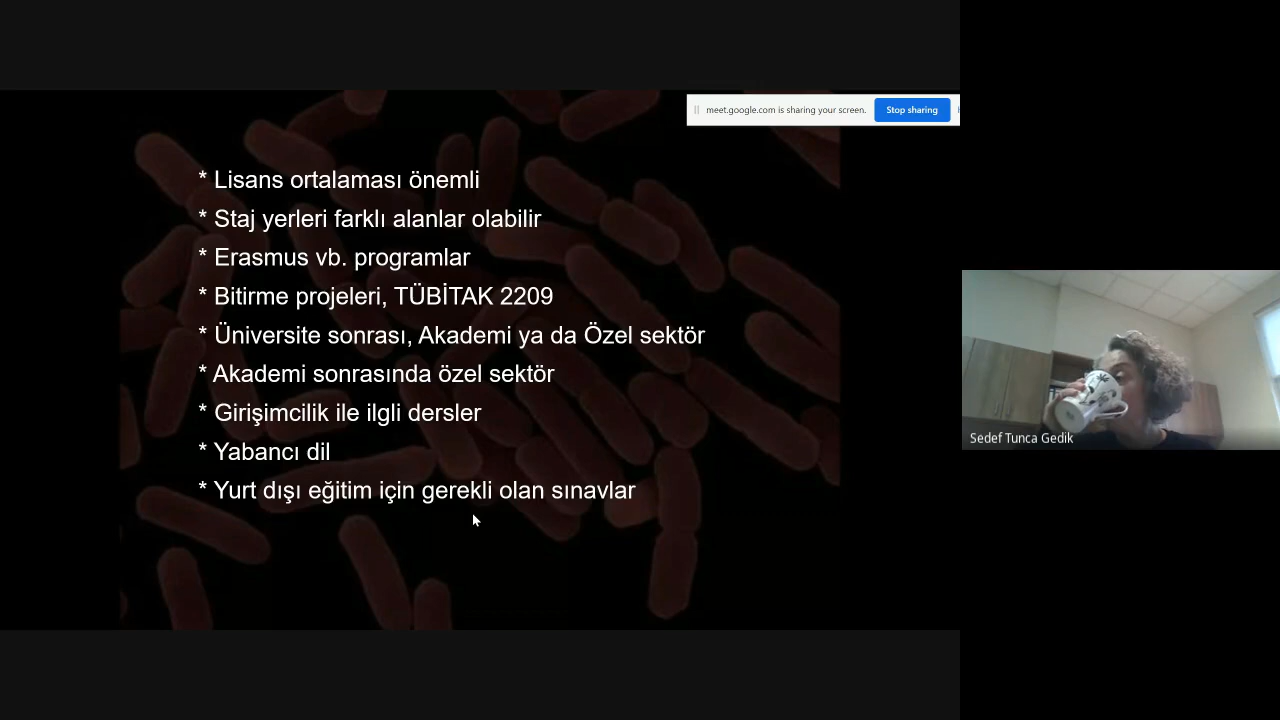 meet.google.com is sharing your screen. Stop sharing
* Lisans ortalaması önemli
* Staj yerleri farklı alanlar olabilir
* Erasmus vb. programlar
* Bitirme projeleri, TÜBİTAK 2209
* Üniversite sonrası, Akademi ya da Özel sektör
* Akademi sonrasında özel sektör
* Girişimcilik ile ilgli dersler
* Yabancı dil
* Yurt dışı eğitim için gerekli olan sınavlar
Sedef Tunca Gedik